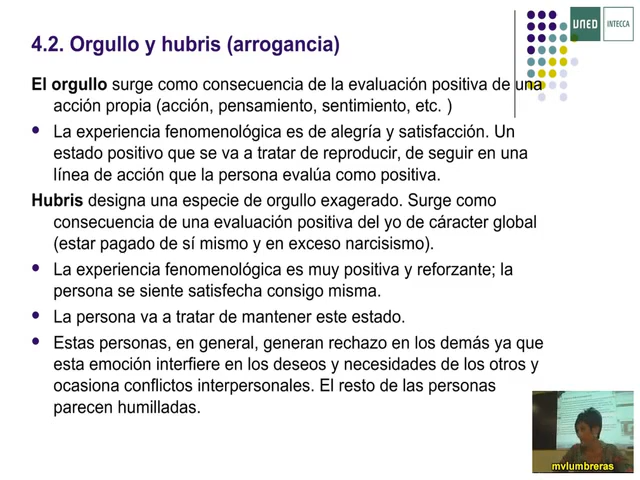 UNED
INTECCA
4.2. Orgullo y hubris (arrogancia)
El orgullo surge como consecuencia de la evaluación positiva de una
acción propia (acción, pensamiento, sentimiento, etc. )
La experiencia fenomenológica es de alegría y satisfacción. Un
estado positivo que se va a tratar de reproducir, de seguir en una
línea de acción que la persona evalúa como positiva.
Hubris designa una especie de orgullo exagerado. Surge como
consecuencia de una evaluación positiva del yo de cáracter global
(estar pagado de sí mismo y en exceso narcisismo).
La experiencia fenomenológica es muy positiva y reforzante; la
persona se siente satisfecha consigo misma.
La persona va a tratar de mantener este estado.
Estas personas, en general, generan rechazo en los demás ya que
esta emoción interfiere en los deseos y necesidades de los otros y
ocasiona conflictos interpersonales. El resto de las personas
parecen humilladas.
mvlumbreras